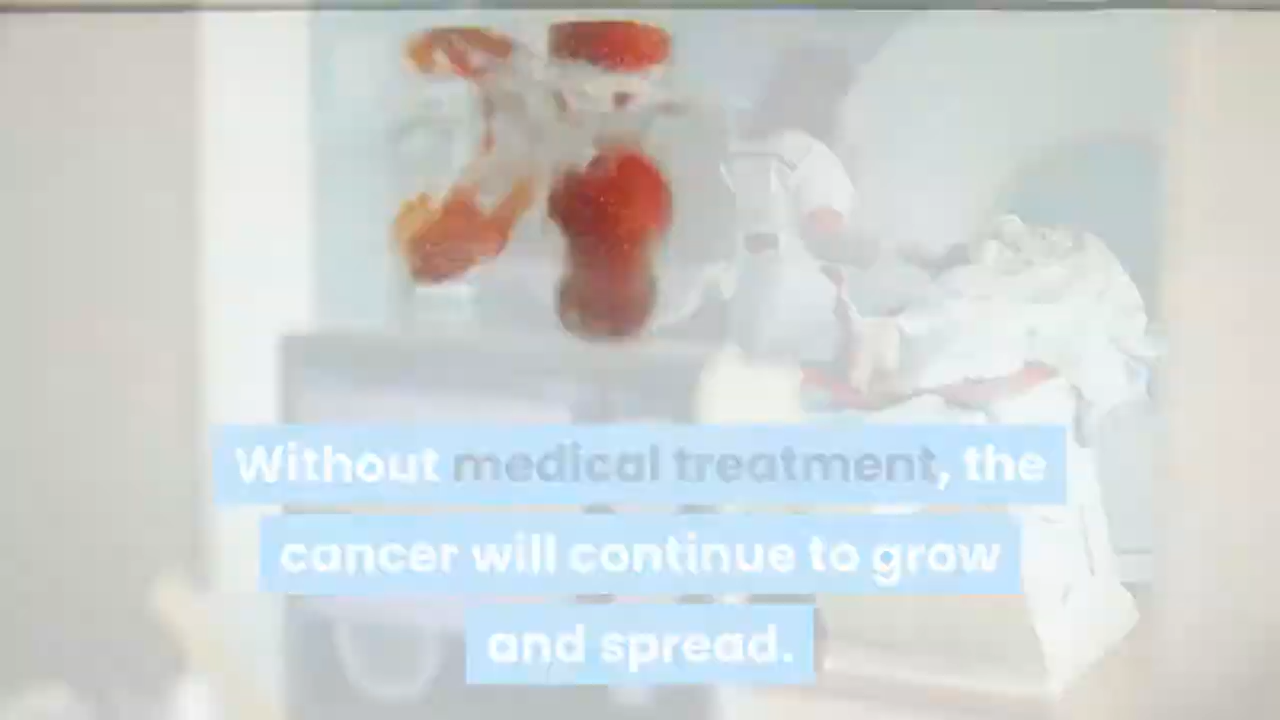 Without medical treatment, the
cancer will continue to grow
and spread.